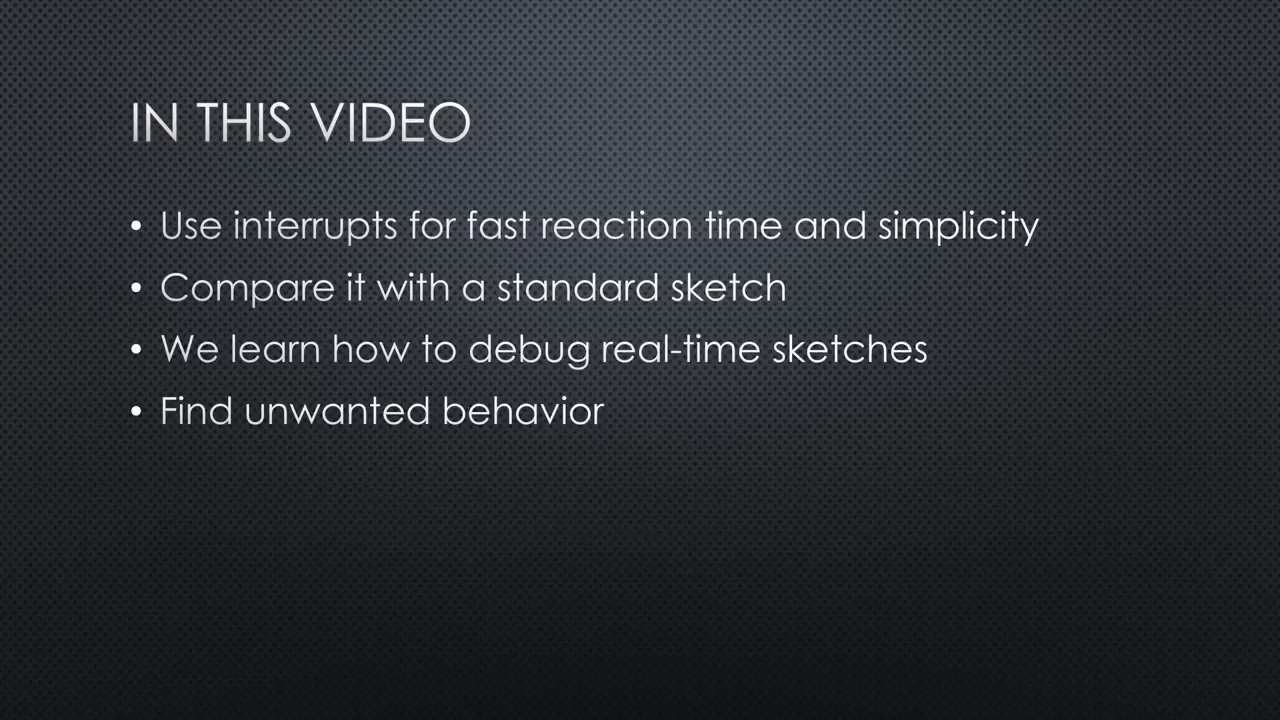 IN THIS VIDEO
• Use interrupts for fast reaction time and simplicity
• Compare it with a standard sketch
• We learn how to debug real-time sketches
• Find unwanted behavior